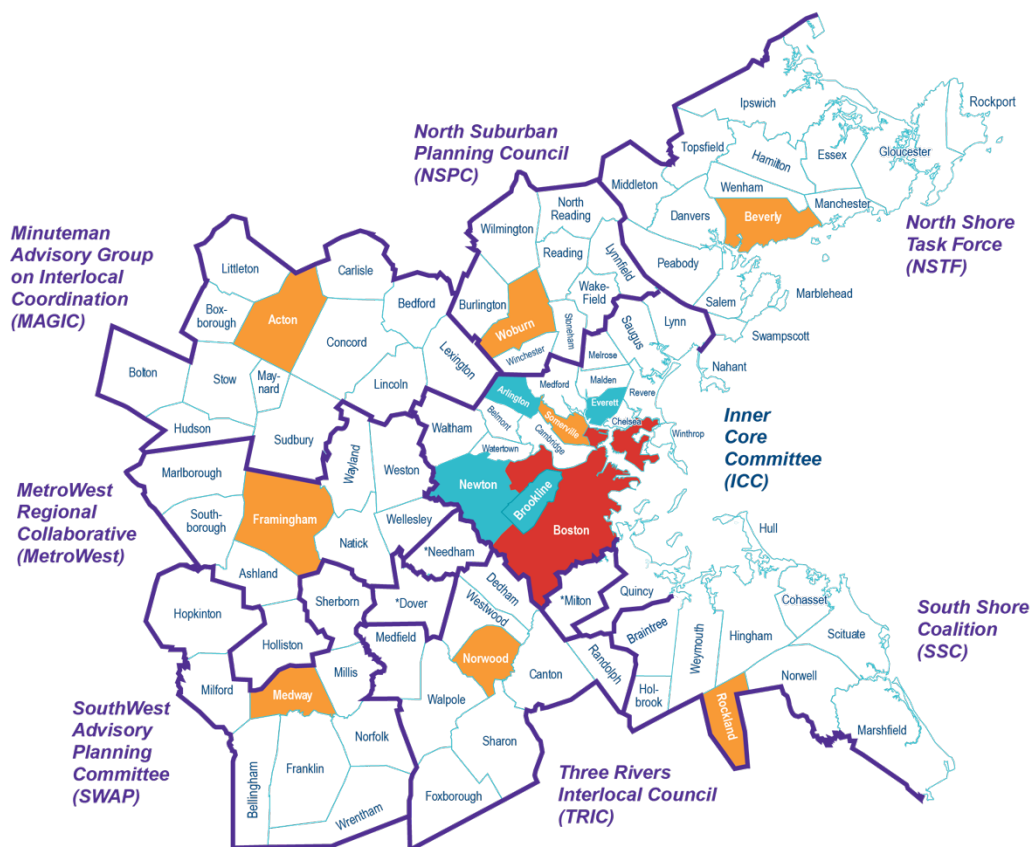 Rockport
Ipswich
Topsfield
Hamilton
Essex
Gloucester
North Suburban
Planning Council
(NSPC)
Middleton
Wenham
Manchester
North
Reading
Danvers
Beverly
North Shore
Task Force
(NSTF)
Wilmington
Reading
Lynnfield
Peabody
Minuteman
Advisory Group
on Interlocal
Coordination
(MAGIC)
Littleton
Carlisle
Bedford
Burlington
Wake-
Field
Salem
Marblehead
Box-
borough
Acton
Woburn
Stoneham
Saugus
Lynn
Swampscott
Concord
Lexington
Winchester
Melrose
Nahant
Bolton
Stow
May-
nard
Lincoln
Arlington
Medford
Malden
Everett
Revere
Hudson
Sudbury
Waltham
Belmont
Somerville
Cambridge
Chelsea
Winthrop
Watertown
Inner
Core
Committee
(ICC)
Marlborough
Wayland
Weston
Newton
Brookline
Boston
MetroWest
Regional
Collaborative
(MetroWest)
South-
borough
Framingham
Natick
Wellesley
*Needham
Hull
Ashland
Sherborn
*Dover
Dedham
Westwood
*Milton
Quincy
Cohasset
Hopkinton
Holliston
Medfield
Norwood
Canton
Randolph
Braintree
Weymouth
Hingham
Scituate
South Shore
Coalition
(SSC)
Milford
Medway
Millis
Walpole
Hol-
brook
Rockland
Norwell
SouthWest
Advisory
Planning
Committee
(SWAP)
Norfolk
Sharon
Marshfield
Bellingham
Franklin
Wrentham
Foxborough
Three Rivers
Interlocal Council
(TRIC)